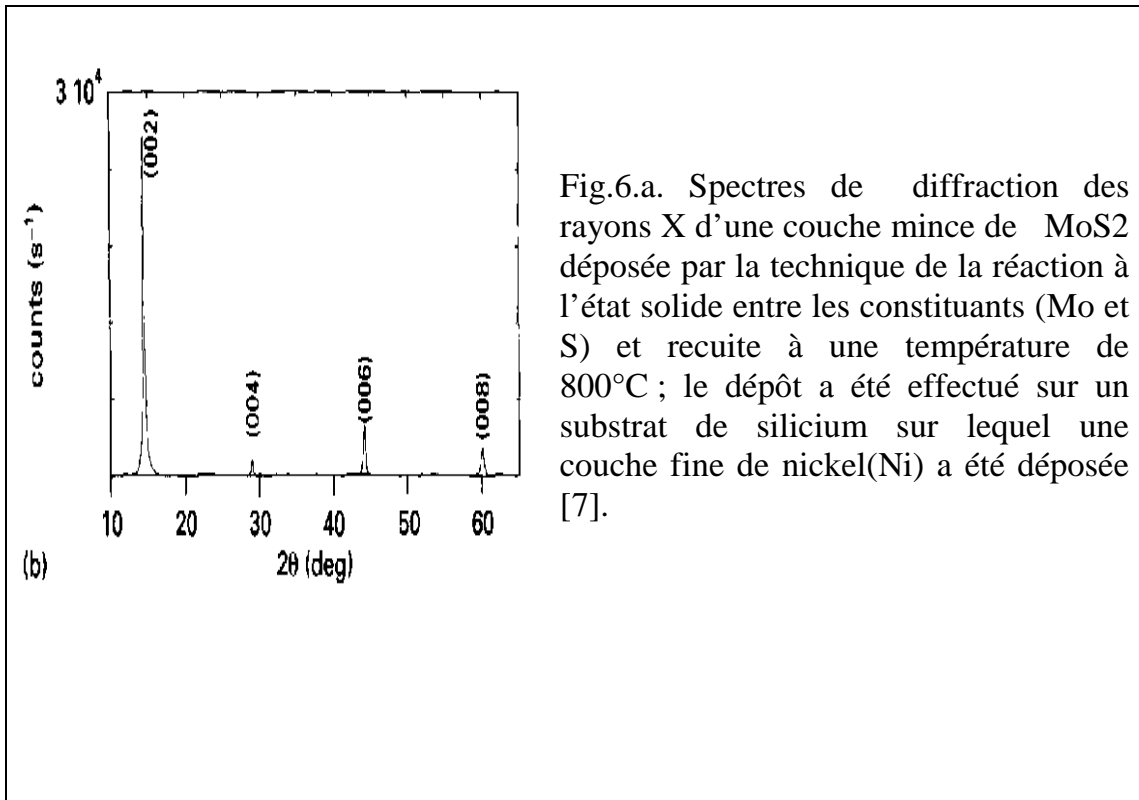 3 10⁴
counts (s⁻¹)
(002)
(004)
(006)
(008)
10 20 30 40 50 60
(b) 2θ (deg)
Fig.6.a. Spectres de diffraction des
rayons X d’une couche mince de MoS2
déposée par la technique de la réaction à
l’état solide entre les constituants (Mo et
S) et recuite à une température de
800°C ; le dépôt a été effectué sur un
substrat de silicium sur lequel une
couche fine de nickel(Ni) a été déposée
[7].